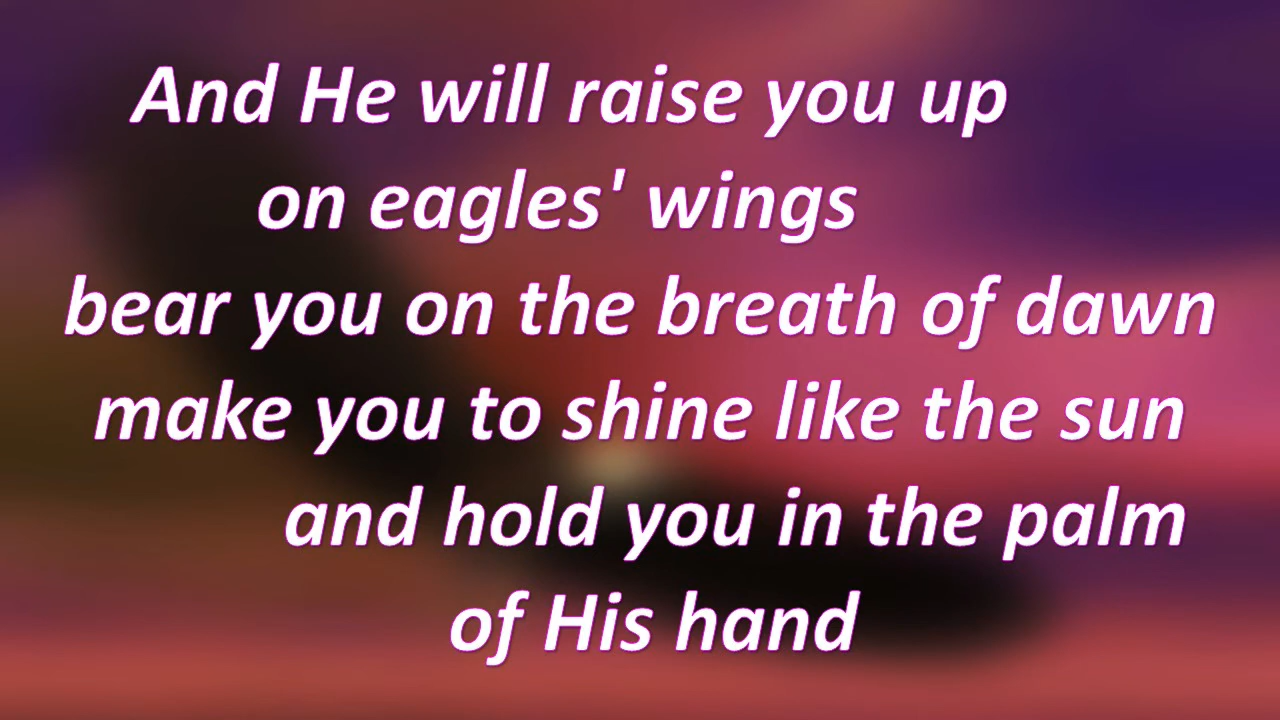 And He will raise you up
on eagles' wings
bear you on the breath of dawn
make you to shine like the sun
and hold you in the palm
of His hand